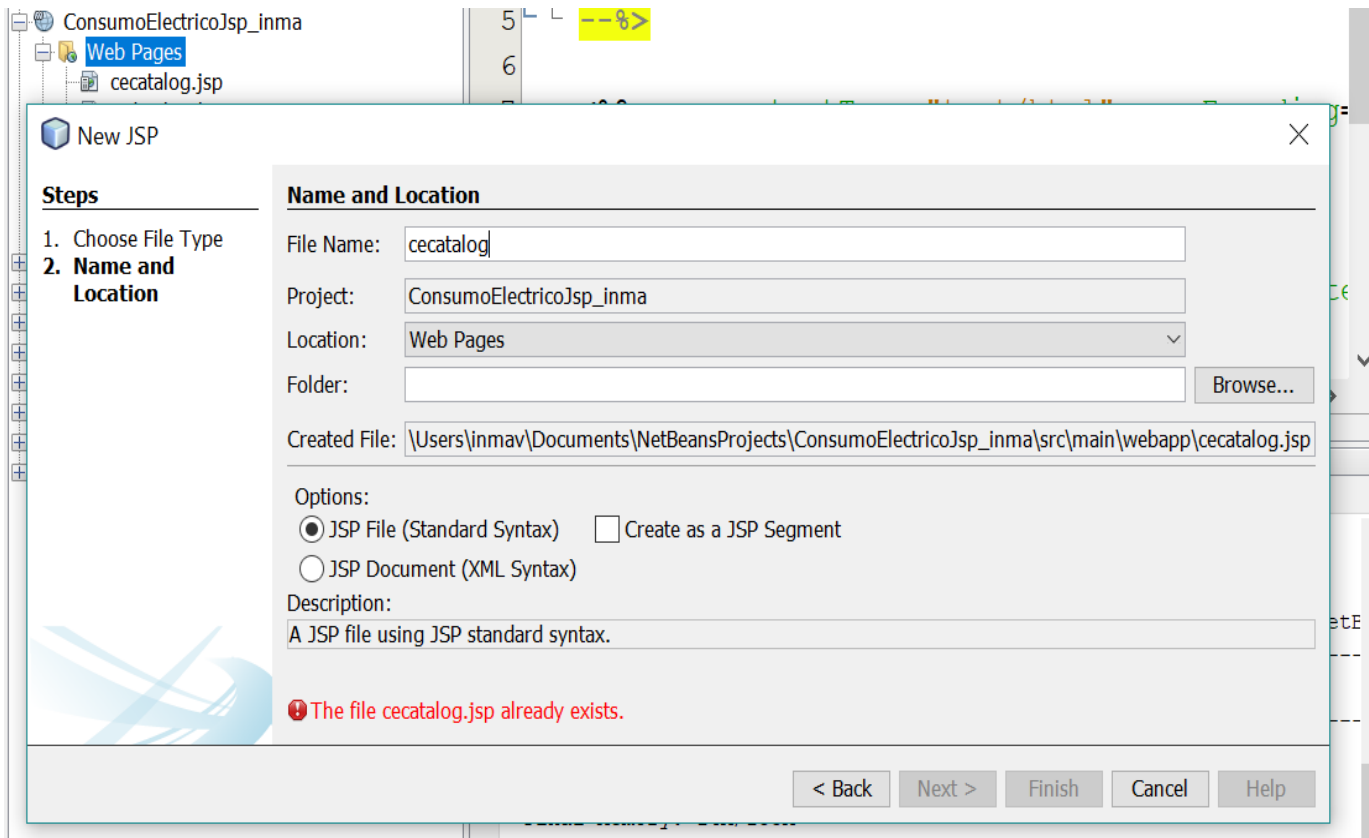 ConsumoElectricoJsp_inma
Web Pages
cecatalog.jsp
5
--%>
6
New JSP
Steps
1. Choose File Type
2. Name and
Location
Name and Location
File Name: cecatalog
Project: ConsumoElectricoJsp_inma
Location: Web Pages
Folder: Browse...
Created File: \Users\inmav\Documents\NetBeansProjects\ConsumoElectricoJsp_inma\src\main\webapp\cecatalog.jsp
Options:
JSP File (Standard Syntax) Create as a JSP Segment
JSP Document (XML Syntax)
Description:
A JSP file using JSP standard syntax.
The file cecatalog.jsp already exists.
< Back Next > Finish Cancel Help